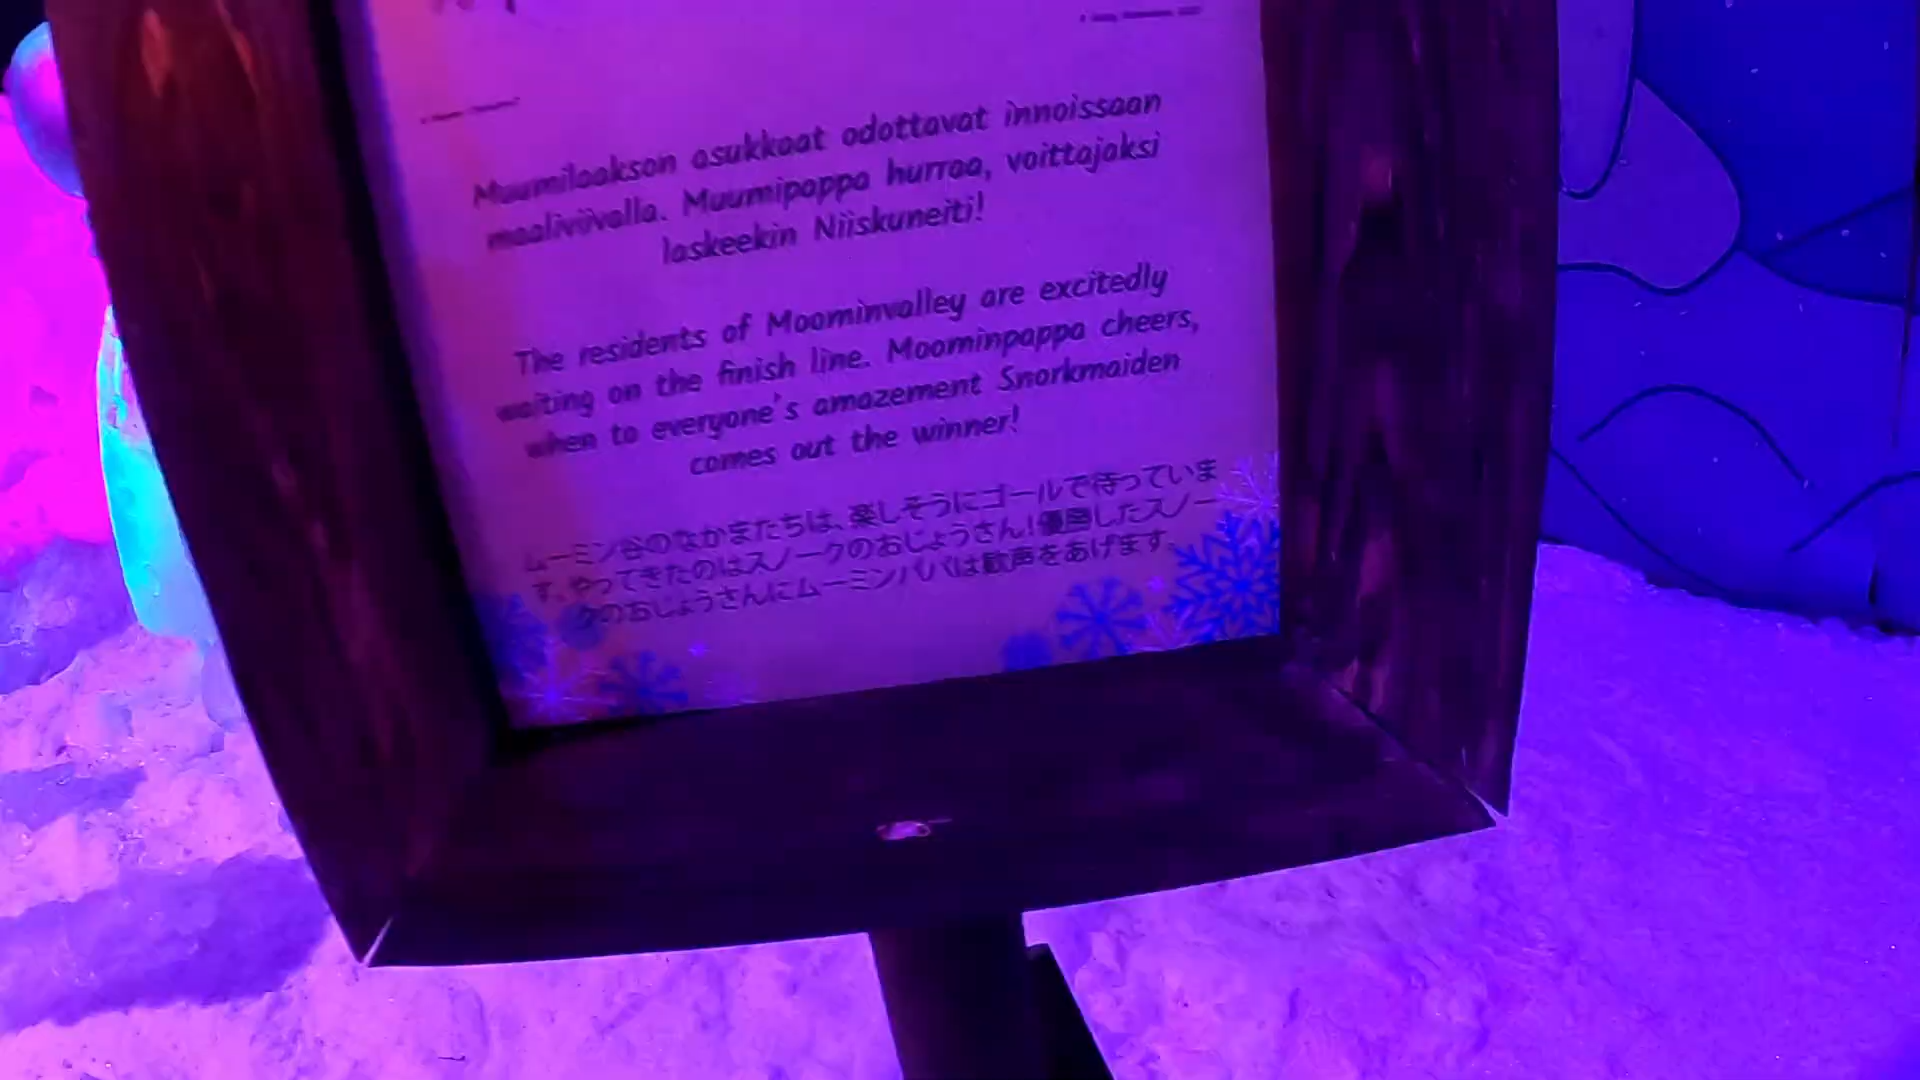 Muumilaakson asukkaat odottavat innoissaan
maaliviivalla. Muumipappa hurraa, voittajaksi
laskeekin Niiskuneiti!
The residents of Moominvalley are excitedly
waiting on the finish line. Moominpappa cheers,
when to everyone's amazement Snorkmaiden
comes out the winner!
ムーミン谷のなかまたちは、楽しそうにゴールで待っていま
す。やってきたのはスノークのおじょうさん！優勝したスノー
クのおじょうさんにムーミンパパは歓声をあげます。